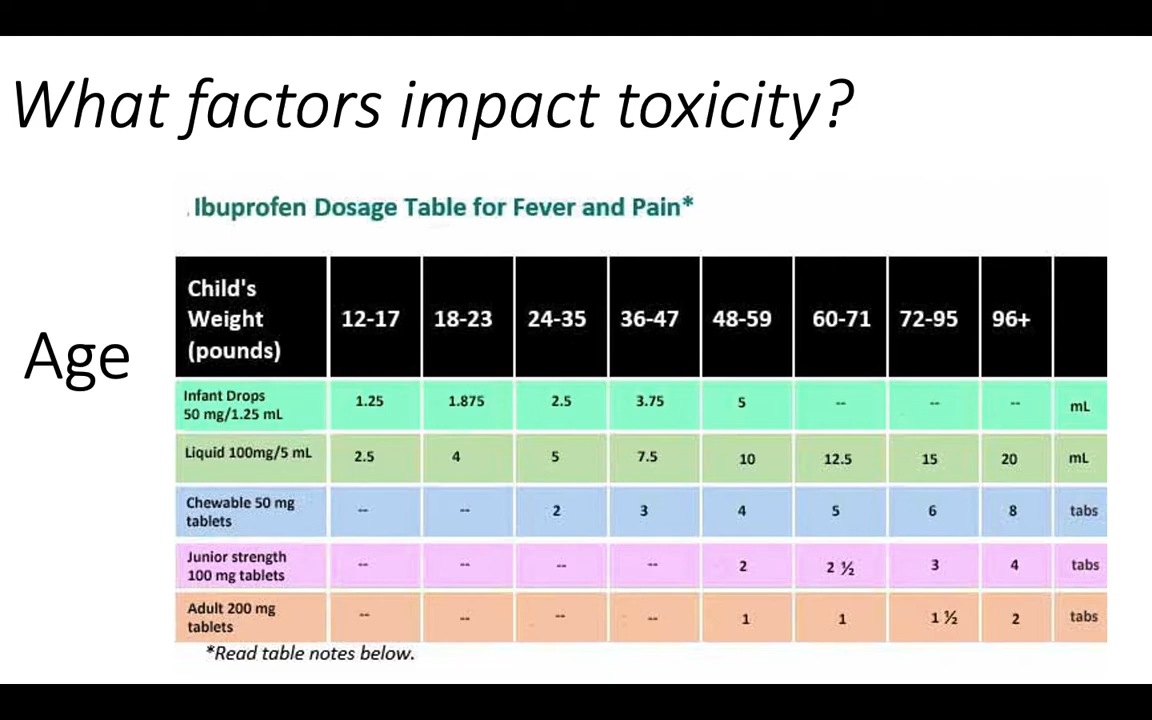 What factors impact toxicity?
Ibuprofen Dosage Table for Fever and Pain*
Age
Child's Weight (pounds) 12-17 18-23 24-35 36-47 48-59 60-71 72-95 96+
Infant Drops 50 mg/1.25 mL 1.25 1.875 2.5 3.75 5 -- -- -- mL
Liquid 100mg/5 mL 2.5 4 5 7.5 10 12.5 15 20 mL
Chewable 50 mg tablets -- -- 2 3 4 5 6 8 tabs
Junior strength 100 mg tablets -- -- -- -- 2 2 ½ 3 4 tabs
Adult 200 mg tablets -- -- -- -- 1 1 1 ½ 2 tabs
*Read table notes below.